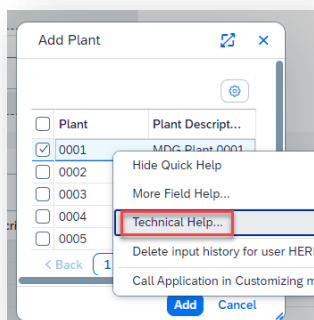 Add Plant
Plant Plant Descript...
0001 MDG Plant 0001
Hide Quick Help
0002
More Field Help...
0003
Technical Help...
0004
Delete input history for user
0005
Call Application in Customizing
< Back 1
Add Cancel